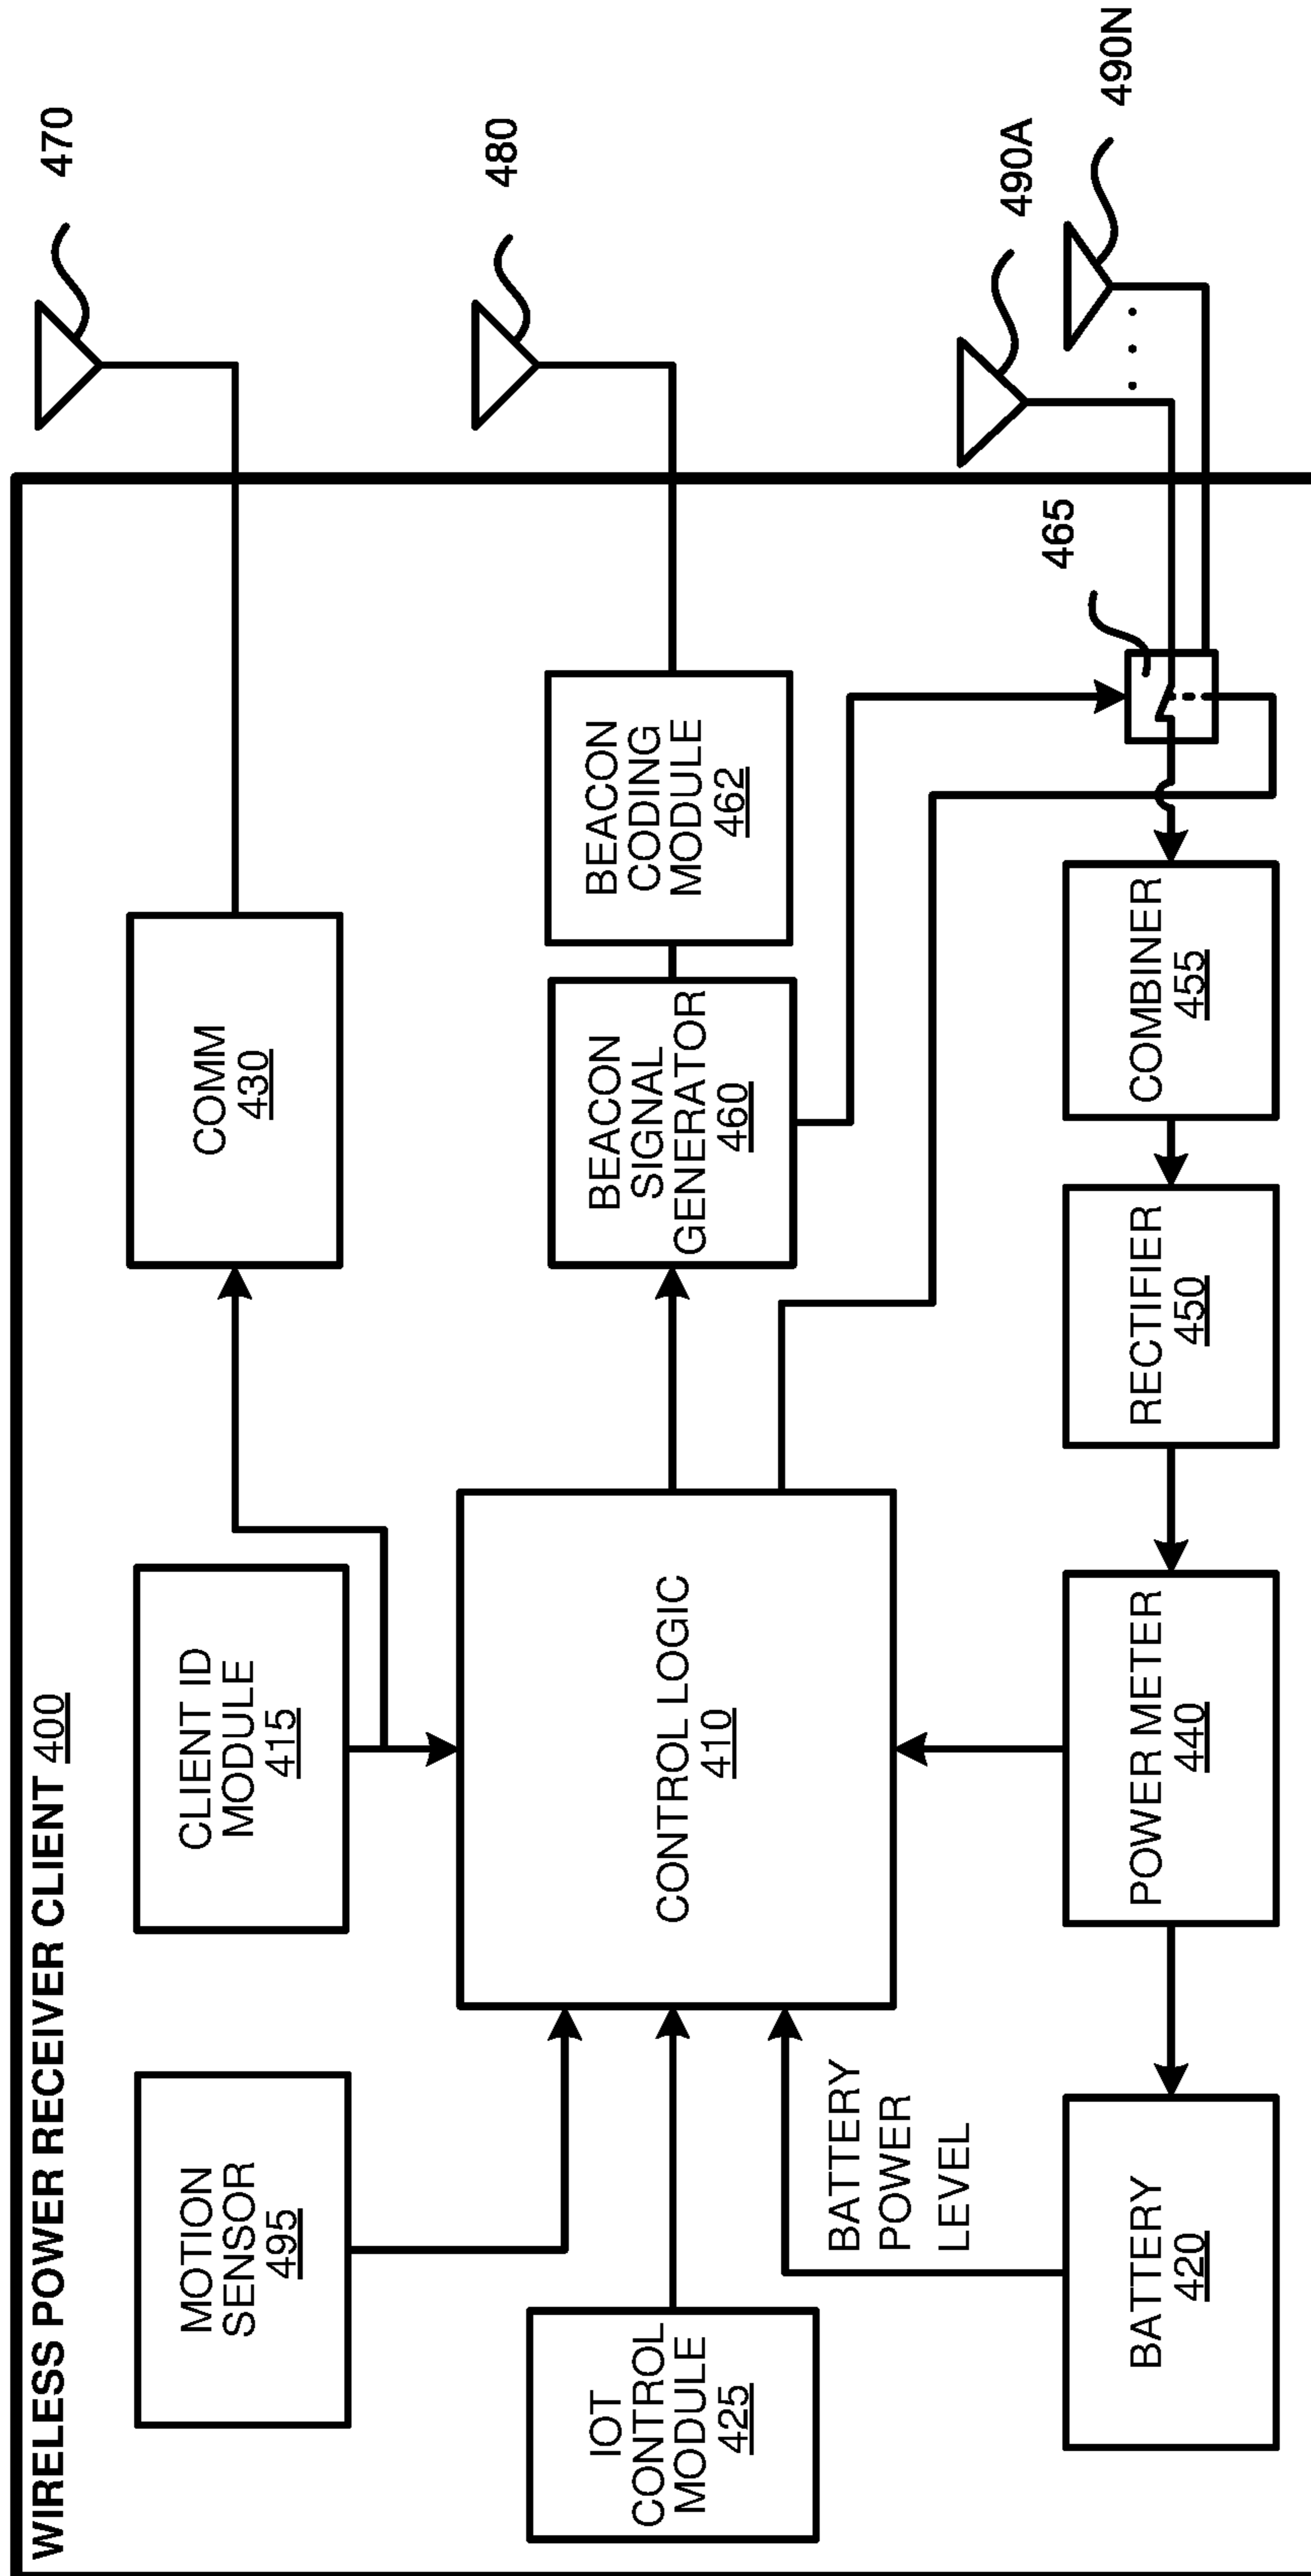 WIRELESS POWER RECEIVER CLIENT 400
MOTION
SENSOR
495
CLIENT ID
MODULE
415
COMM
430
470
IOT
CONTROL
MODULE
425
CONTROL LOGIC
410
BEACON
SIGNAL
GENERATOR
460
BEACON
CODING
MODULE
462
480
BATTERY
POWER
LEVEL
465
490A
490N
BATTERY
420
POWER METER
440
RECTIFIER
450
COMBINER
455